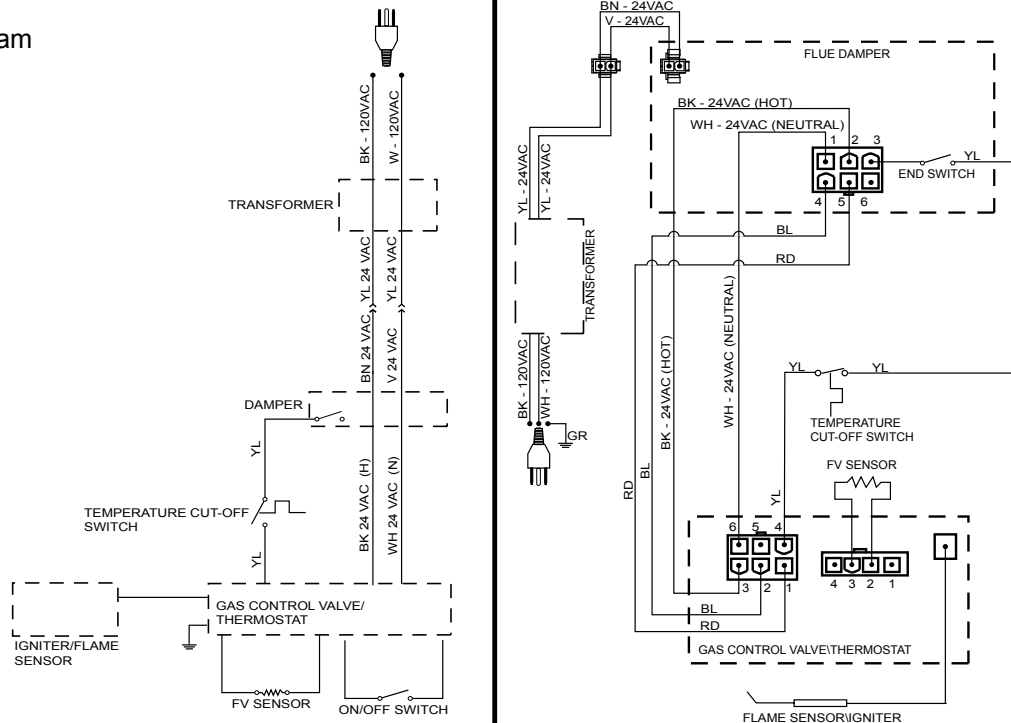 am
BK - 120VAC
W - 120VAC
TRANSFORMER
YL 24 VAC
YL 24 VAC
BN 24 VAC
V 24 VAC
DAMPER
YL
BK 24 VAC (H)
WH 24 VAC (N)
TEMPERATURE CUT-OFF
SWITCH
YL
GAS CONTROL VALVE/
THERMOSTAT
IGNITER/FLAME
SENSOR
FV SENSOR
ON/OFF SWITCH
BN - 24VAC
V - 24VAC
FLUE DAMPER
BK - 24VAC (HOT)
WH - 24VAC (NEUTRAL)
1 2 3
YL
END SWITCH
4 5 6
YL - 24VAC
YL - 24VAC
BL
RD
TRANSFORMER
BK - 120VAC
WH - 120VAC
GR
WH - 24VAC (NEUTRAL)
BK - 24VAC (HOT)
YL
YL
TEMPERATURE
CUT-OFF SWITCH
FV SENSOR
RD
BL
YL
6 5 4
3 2 1
4 3 2 1
BL
RD
GAS CONTROL VALVE\THERMOSTAT
FLAME SENSOR\IGNITER